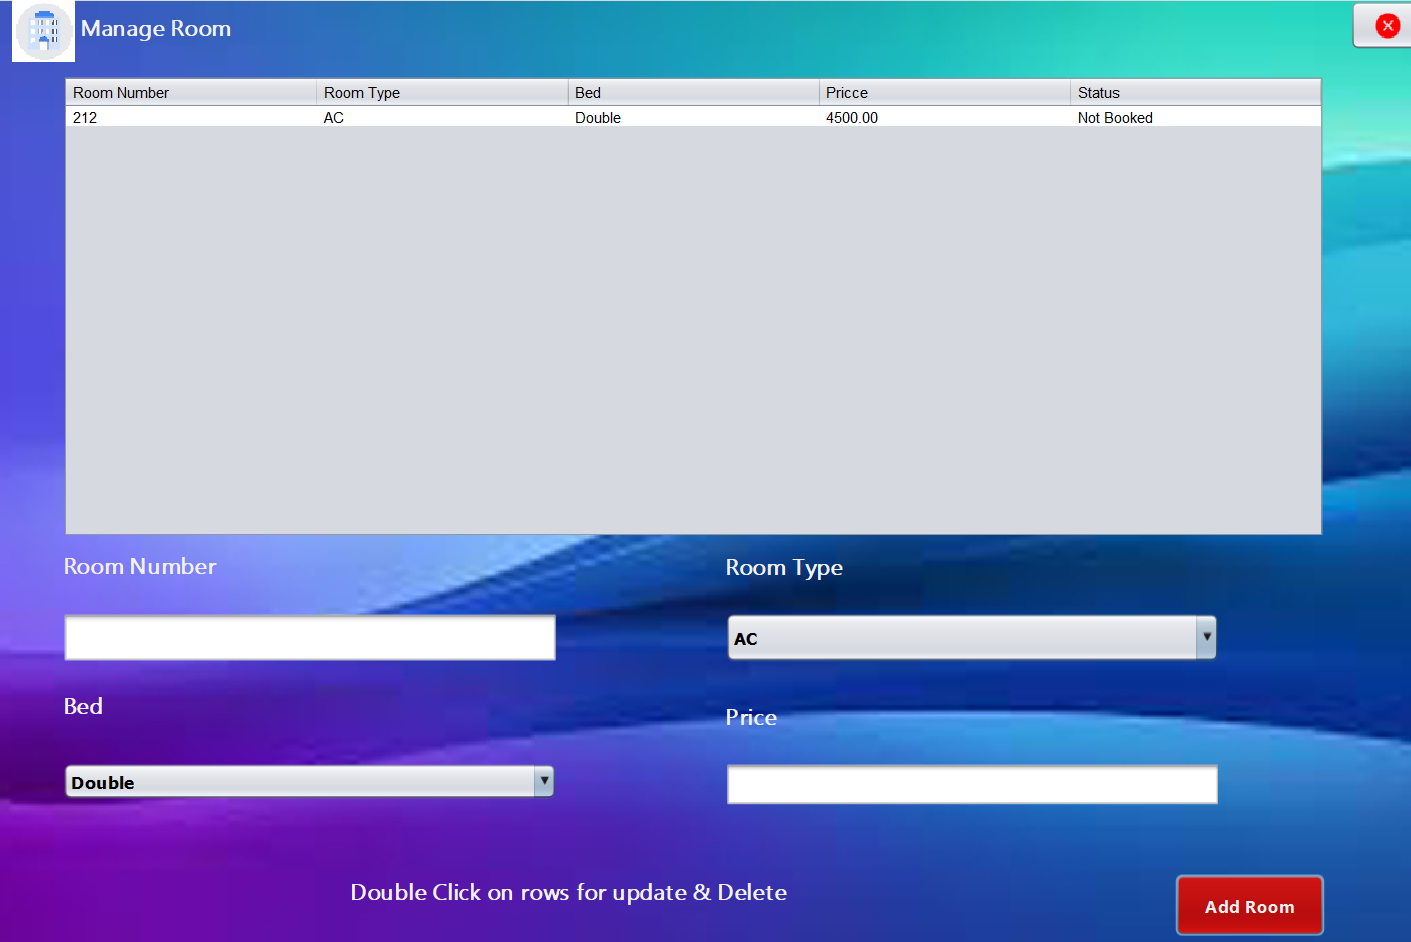 Manage Room
Room Number Room Type Bed Pricce Status
212 AC Double 4500.00 Not Booked
Room Number Room Type
AC
Bed
Price
Double
Double Click on rows for update & Delete
Add Room